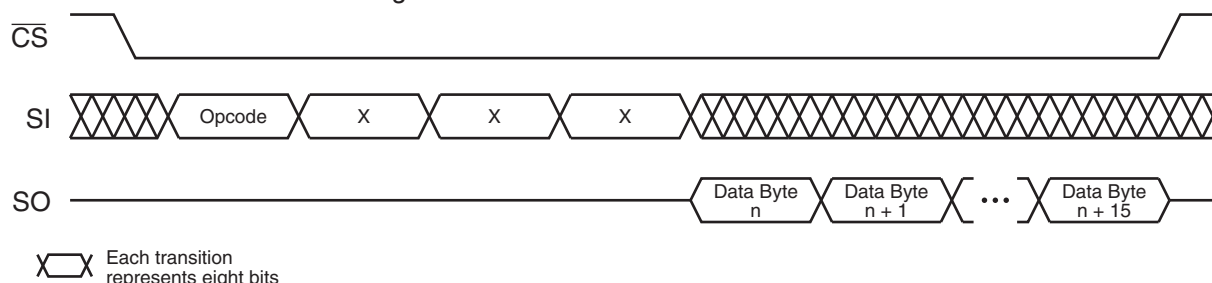 CS
SI
Opcode
X
X
X
SO
Data Byte
n
Data Byte
n + 1
•••
Data Byte
n + 15
Each transition
represents eight bits